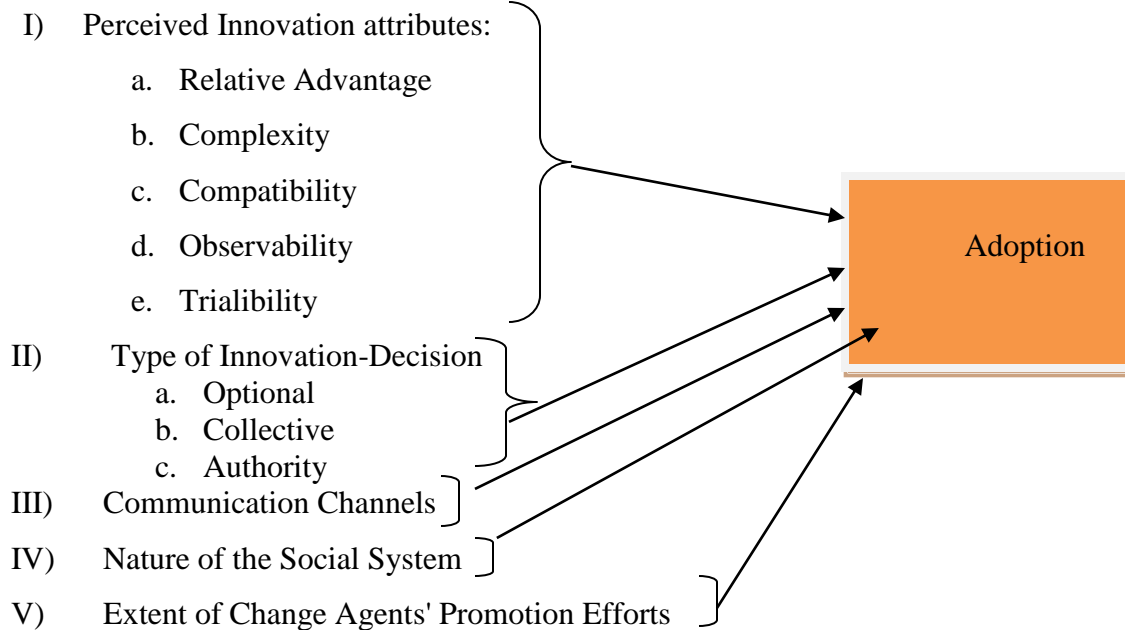 I) Perceived Innovation attributes:
a. Relative Advantage
b. Complexity
c. Compatibility
d. Observability
Adoption
e. Trialibility
II) Type of Innovation-Decision
a. Optional
b. Collective
c. Authority
III) Communication Channels
IV) Nature of the Social System
V) Extent of Change Agents' Promotion Efforts